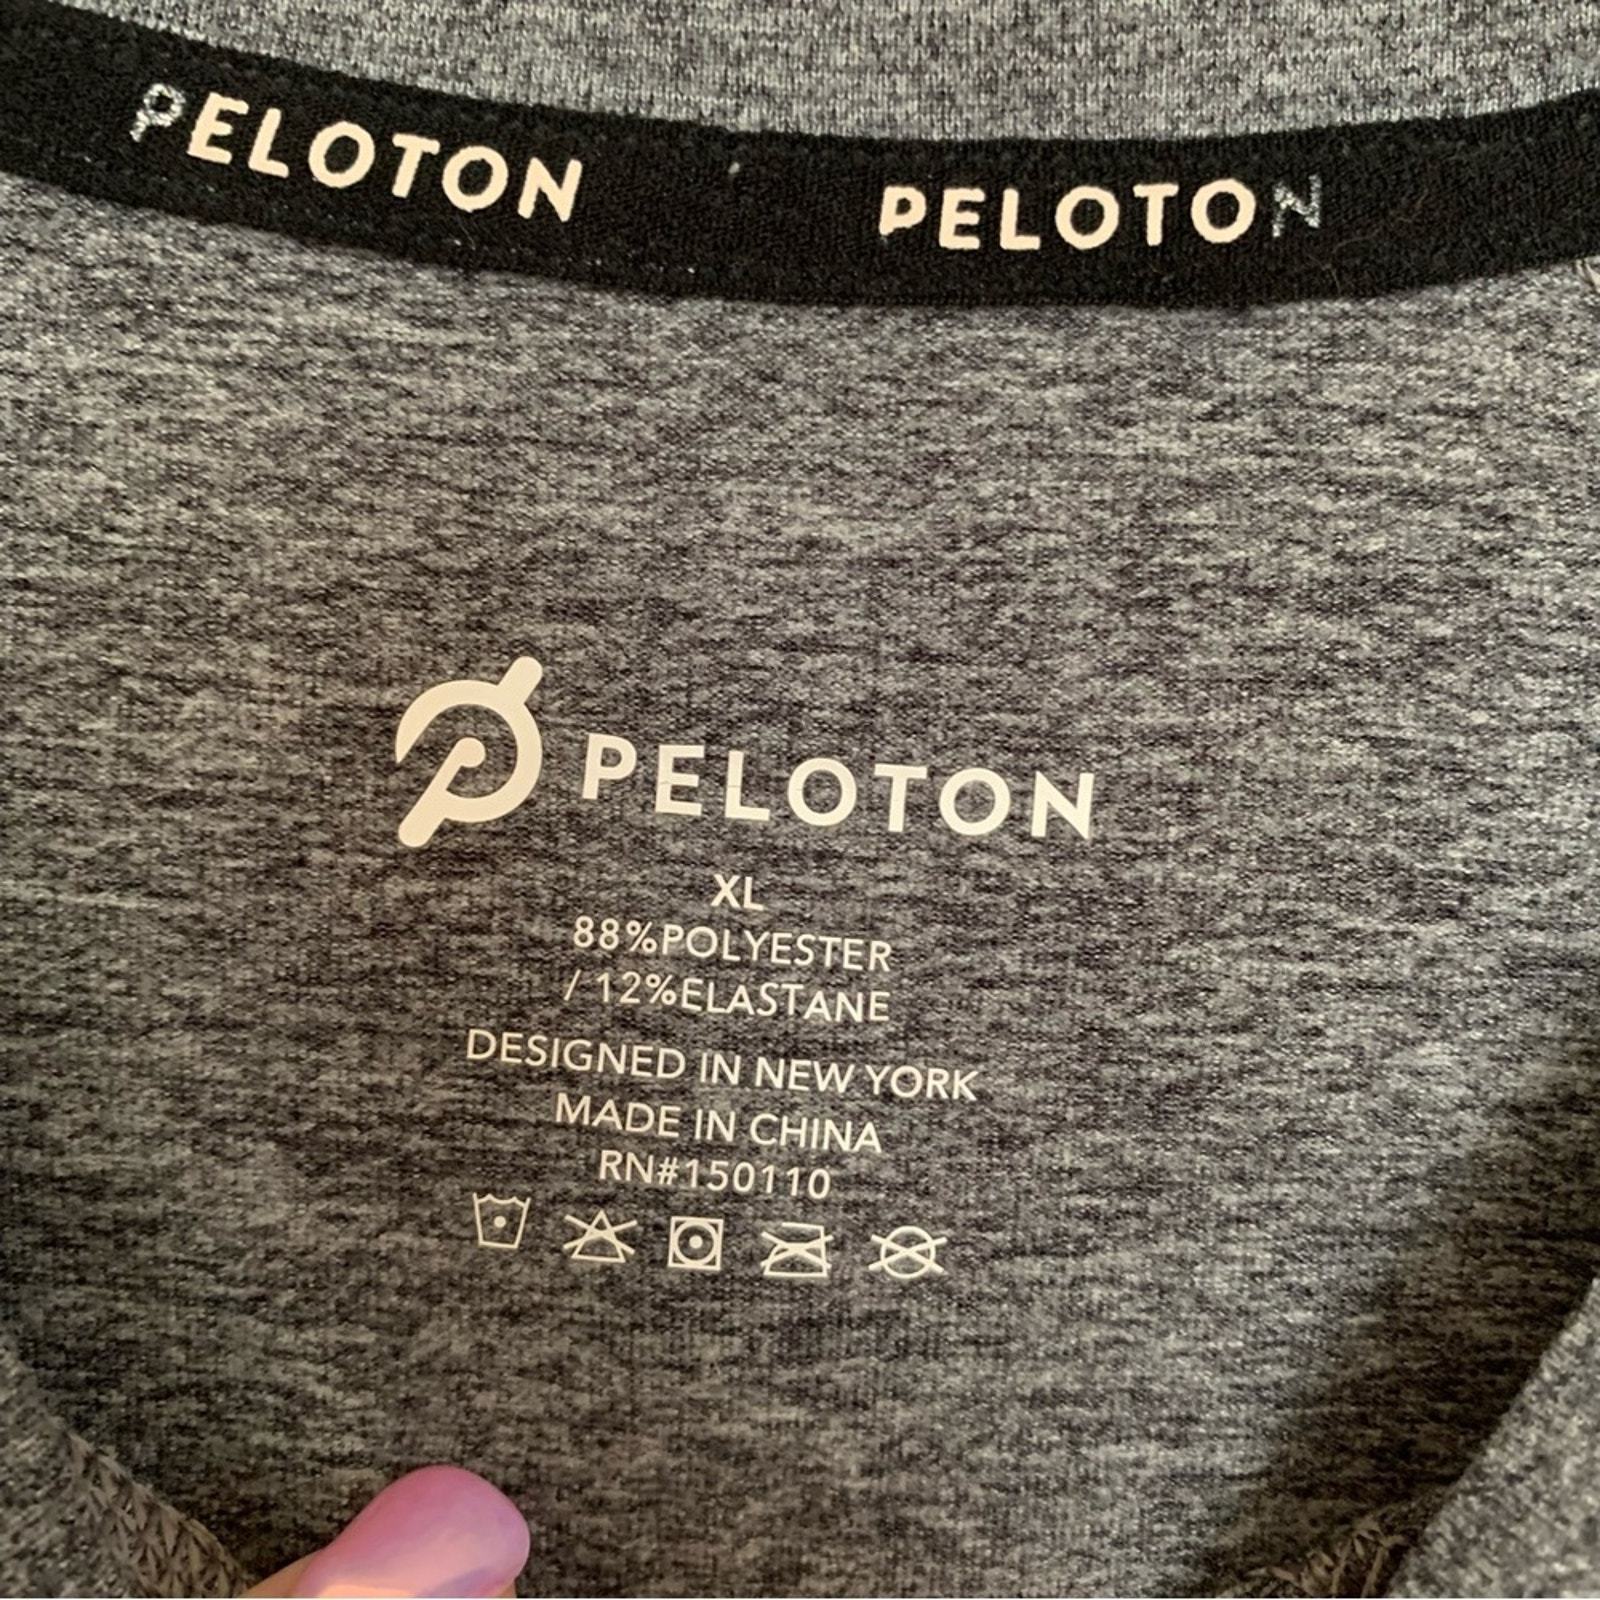 PELOTON PELOTON
PELOTON
XL
88%POLYESTER
/ 12%ELASTANE
DESIGNED IN NEW YORK
MADE IN CHINA
RN#150110